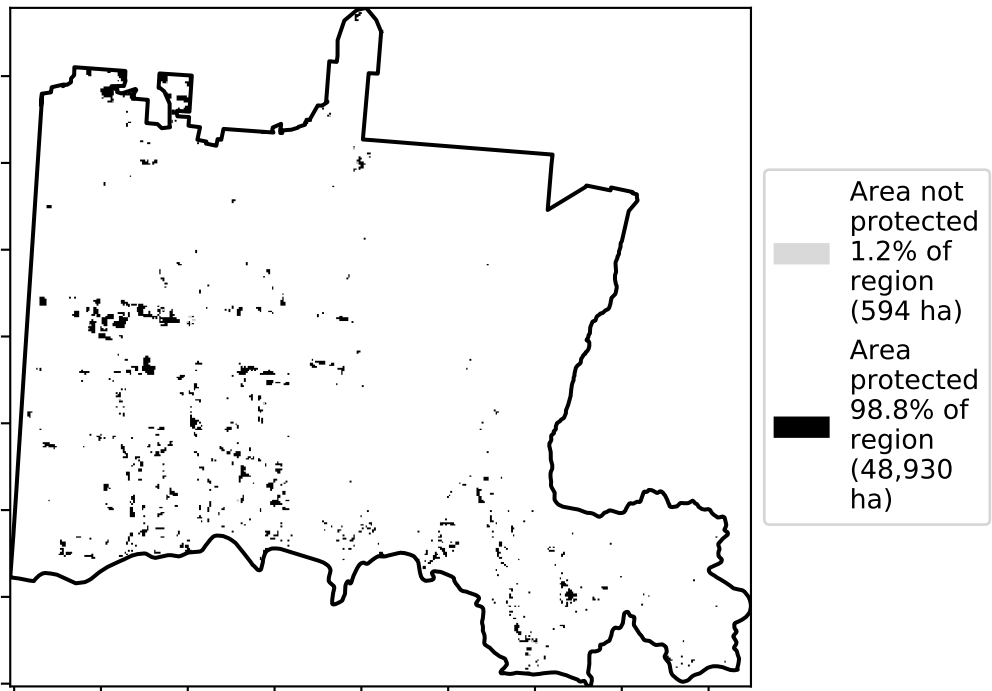 Area not
protected
1.2% of
region
(594 ha)
Area
protected
98.8% of
region
(48,930
ha)